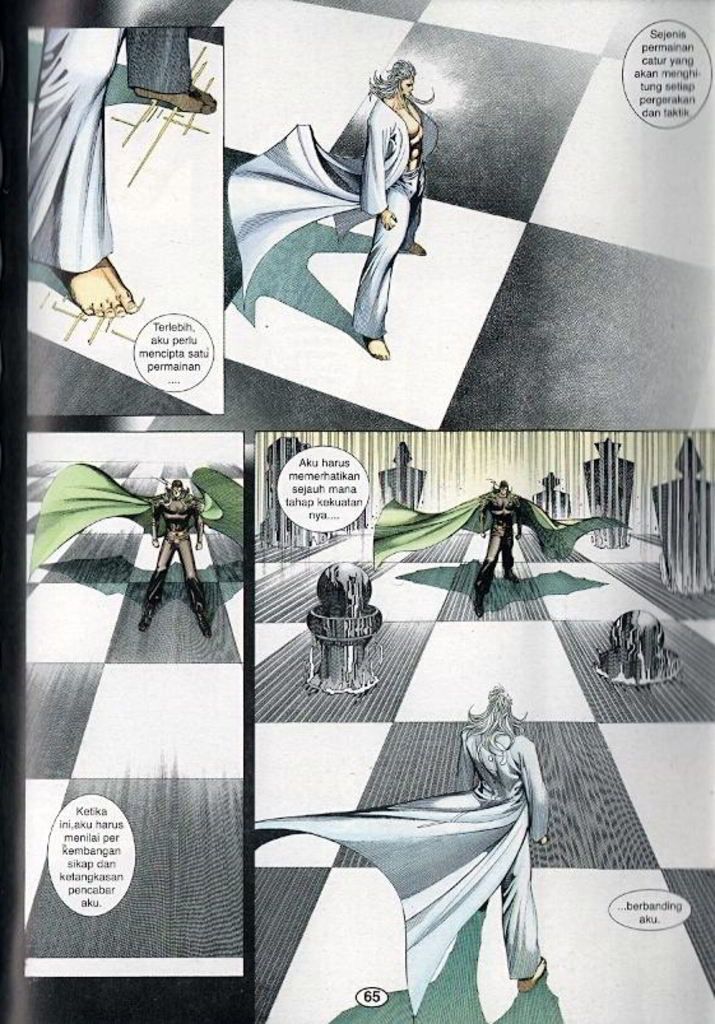 Terlebih,
aku perlu
mencipta satu
permainan
....
Sejenis
permainan
catur yang
akan menghi-
tung setiap
pergerakan
dan taktik.
Ketika
ini,aku harus
menilai per
kembangan
sikap dan
ketangkasan
pencabar
aku.
Aku harus
memerhatikan
sejauh mana
tahap kekuatan
nya....
...berbanding
aku.
65